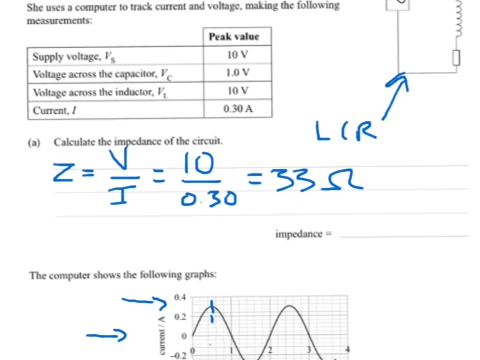 She uses a computer to track current and voltage, making the following
measurements:
Peak value
Supply voltage, V_S 10 V
Voltage across the capacitor, V_C 1.0 V
Voltage across the inductor, V_L 10 V
Current, I 0.30 A
(a) Calculate the impedance of the circuit.
LCR
Z = V/I = 10/0.30 = 33 Ω
impedance =
The computer shows the following graphs:
current / A
0.4
0.2
0
1 2 3 4
−0.2